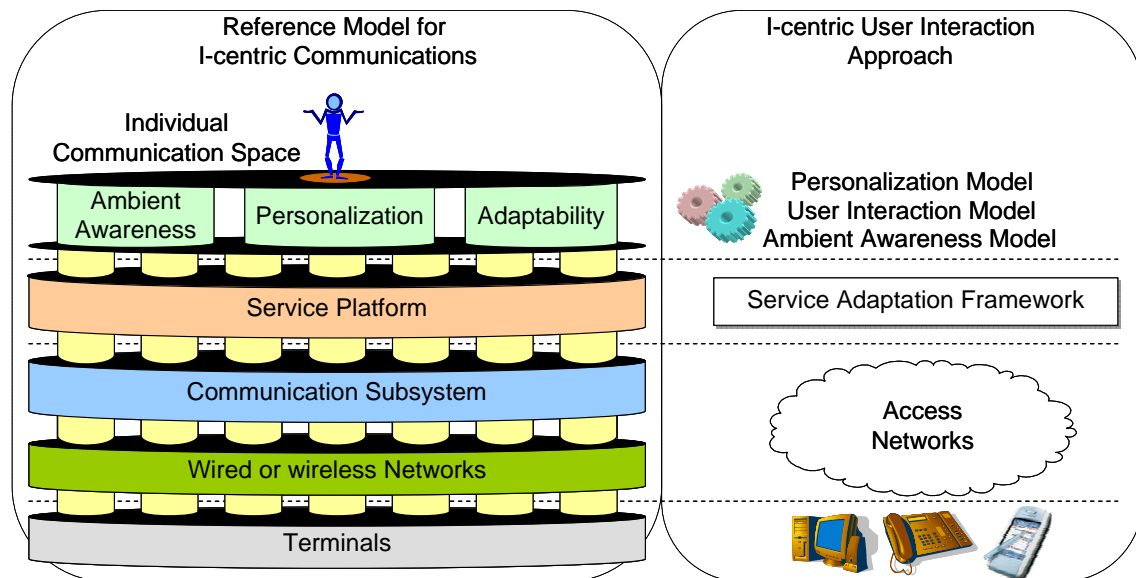 Reference Model for
I-centric Communications
Individual
Communication Space
Ambient
Awareness
Personalization
Adaptability
Service Platform
Communication Subsystem
Wired or wireless Networks
Terminals
I-centric User Interaction
Approach
Personalization Model
User Interaction Model
Ambient Awareness Model
Service Adaptation Framework
Access
Networks